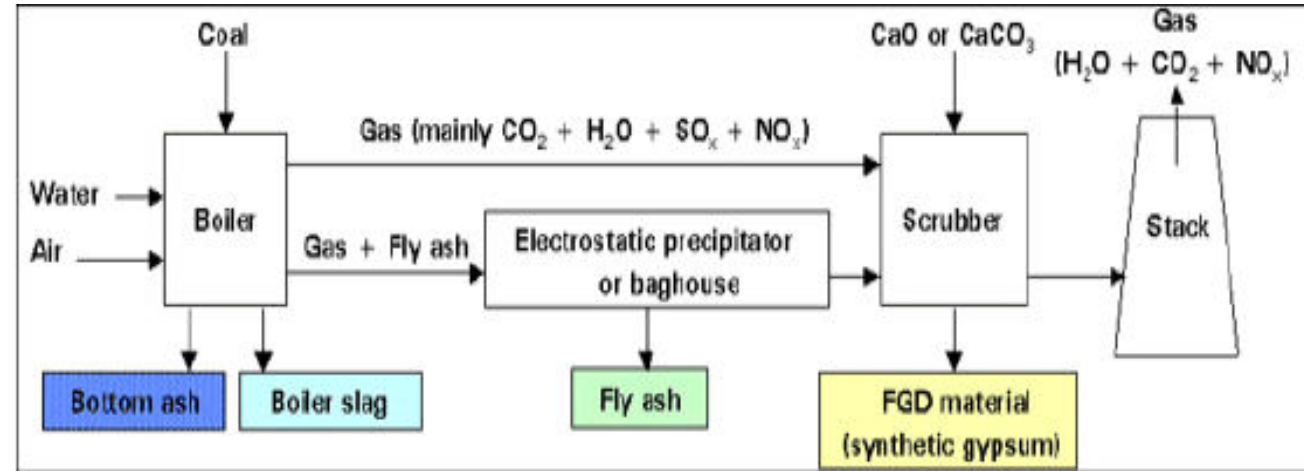 Coal
CaO or CaCO₃
Gas
(H₂O + CO₂ + NOₓ)
Gas (mainly CO₂ + H₂O + SOₓ + NOₓ)
Water
Air
Boiler
Gas + Fly ash
Electrostatic precipitator
or baghouse
Scrubber
Stack
Bottom ash
Boiler slag
Fly ash
FGD material
(synthetic gypsum)